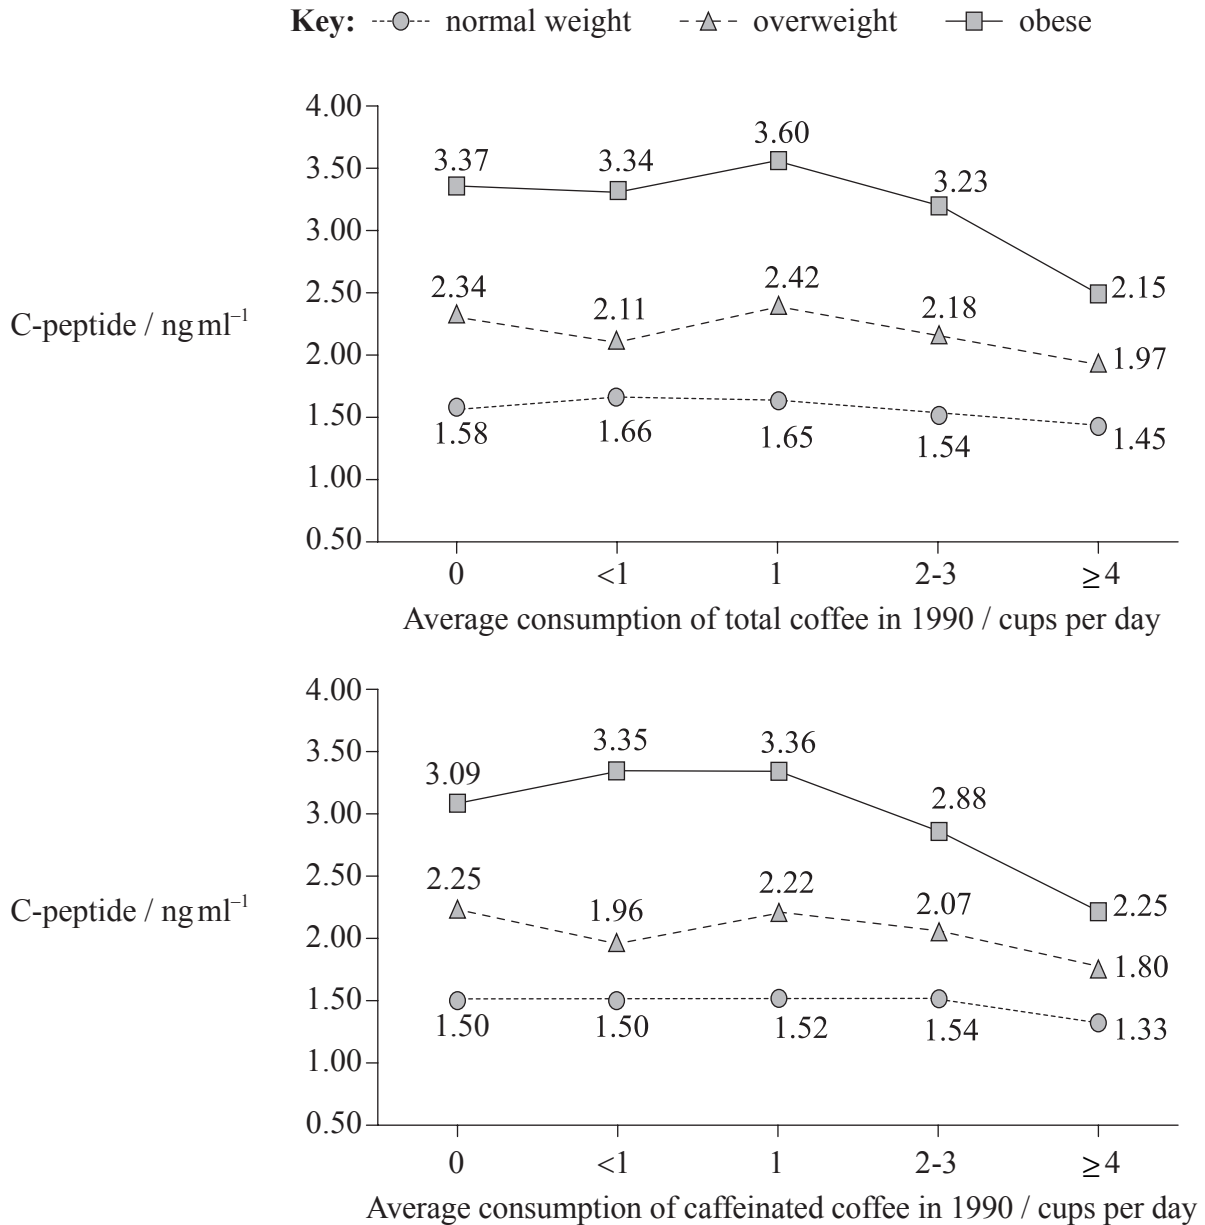 Key: normal weight overweight obese
4.00
3.50
3.00
2.50
2.00
1.50
1.00
0.50
C-peptide / ng ml⁻¹
3.37 3.34 3.60 3.23 2.15
2.34 2.11 2.42 2.18 1.97
1.58 1.66 1.65 1.54 1.45
0 <1 1 2-3 ≥4
Average consumption of total coffee in 1990 / cups per day
4.00
3.50
3.00
2.50
2.00
1.50
1.00
0.50
C-peptide / ng ml⁻¹
3.09 3.35 3.36 2.88 2.25
2.25 1.96 2.22 2.07 1.80
1.50 1.50 1.52 1.54 1.33
0 <1 1 2-3 ≥4
Average consumption of caffeinated coffee in 1990 / cups per day